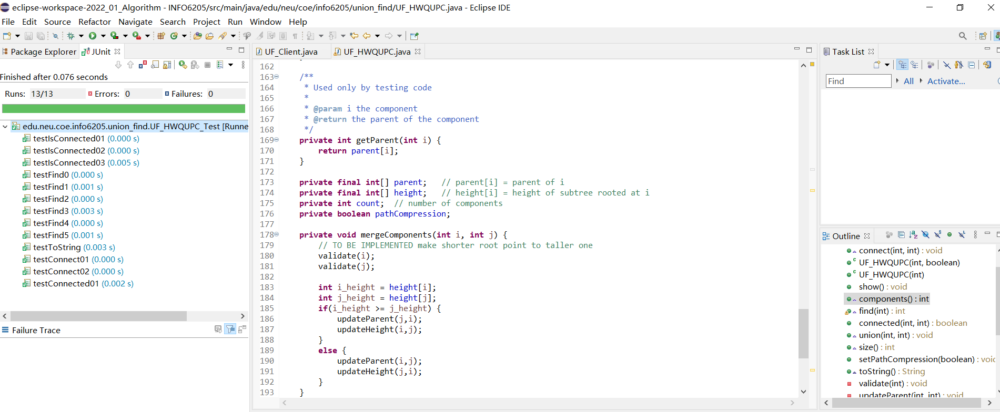 eclipse-workspace-2022_01_Algorithm - INFO6205/src/main/java/edu/neu/coe/info6205/union_find/UF_HWQUPC.java - Eclipse IDE
File Edit Source Refactor Navigate Search Project Run Window Help
Package Explorer JUnit
Finished after 0.076 seconds
Runs: 13/13 Errors: 0 Failures: 0
edu.neu.coe.info6205.union_find.UF_HWQUPC_Test [Runne
testIsConnected01 (0.000 s)
testIsConnected02 (0.000 s)
testIsConnected03 (0.005 s)
testFind0 (0.000 s)
testFind1 (0.001 s)
testFind2 (0.000 s)
testFind3 (0.003 s)
testFind4 (0.000 s)
testFind5 (0.001 s)
testToString (0.003 s)
testConnect01 (0.000 s)
testConnect02 (0.000 s)
testConnected01 (0.002 s)
Failure Trace
UF_Client.java UF_HWQUPC.java
162
163 /**
164 * Used only by testing code
165 *
166 * @param i the component
167 * @return the parent of the component
168 */
169 private int getParent(int i) {
170 return parent[i];
171 }
172
173 private final int[] parent; // parent[i] = parent of i
174 private final int[] height; // height[i] = height of subtree rooted at i
175 private int count; // number of components
176 private boolean pathCompression;
177
178 private void mergeComponents(int i, int j) {
179 // TO BE IMPLEMENTED make shorter root point to taller one
180 validate(i);
181 validate(j);
182
183 int i_height = height[i];
184 int j_height = height[j];
185 if(i_height >= j_height) {
186 updateParent(j,i);
187 updateHeight(i,j);
188 }
189 else {
190 updateParent(i,j);
191 updateHeight(j,i);
192 }
193 }
Task List
Find All Activate...
Outline
connect(int, int) : void
UF_HWQUPC(int, boolean)
UF_HWQUPC(int)
show() : void
components() : int
find(int) : int
connected(int, int) : boolean
union(int, int) : void
size() : int
setPathCompression(boolean) : voic
toString() : String
validate(int) : void
updateParent(int, int) : void